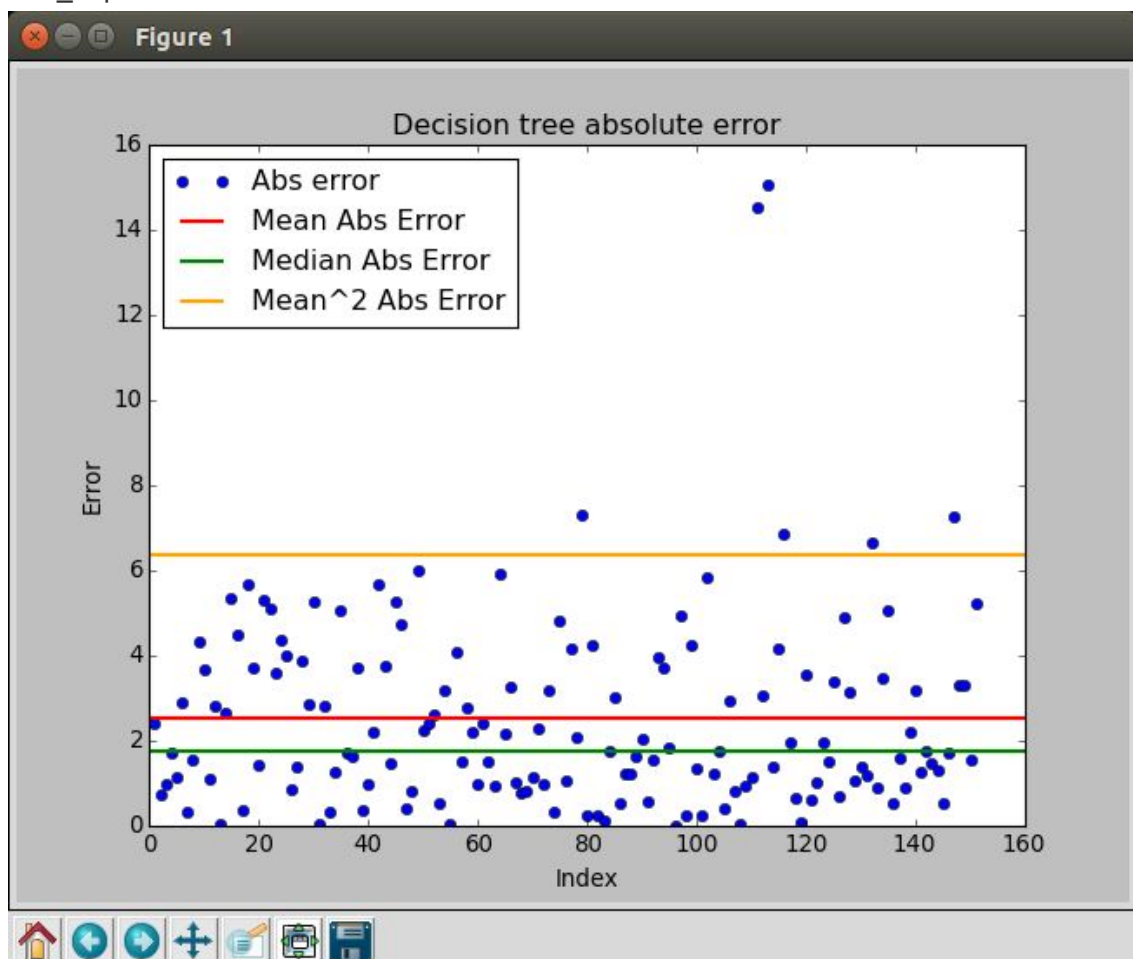 Figure 1
Decision tree absolute error
Abs error
Mean Abs Error
Median Abs Error
Mean^2 Abs Error
16
14
12
10
8
6
4
2
0
Error
0 20 40 60 80 100 120 140 160
Index